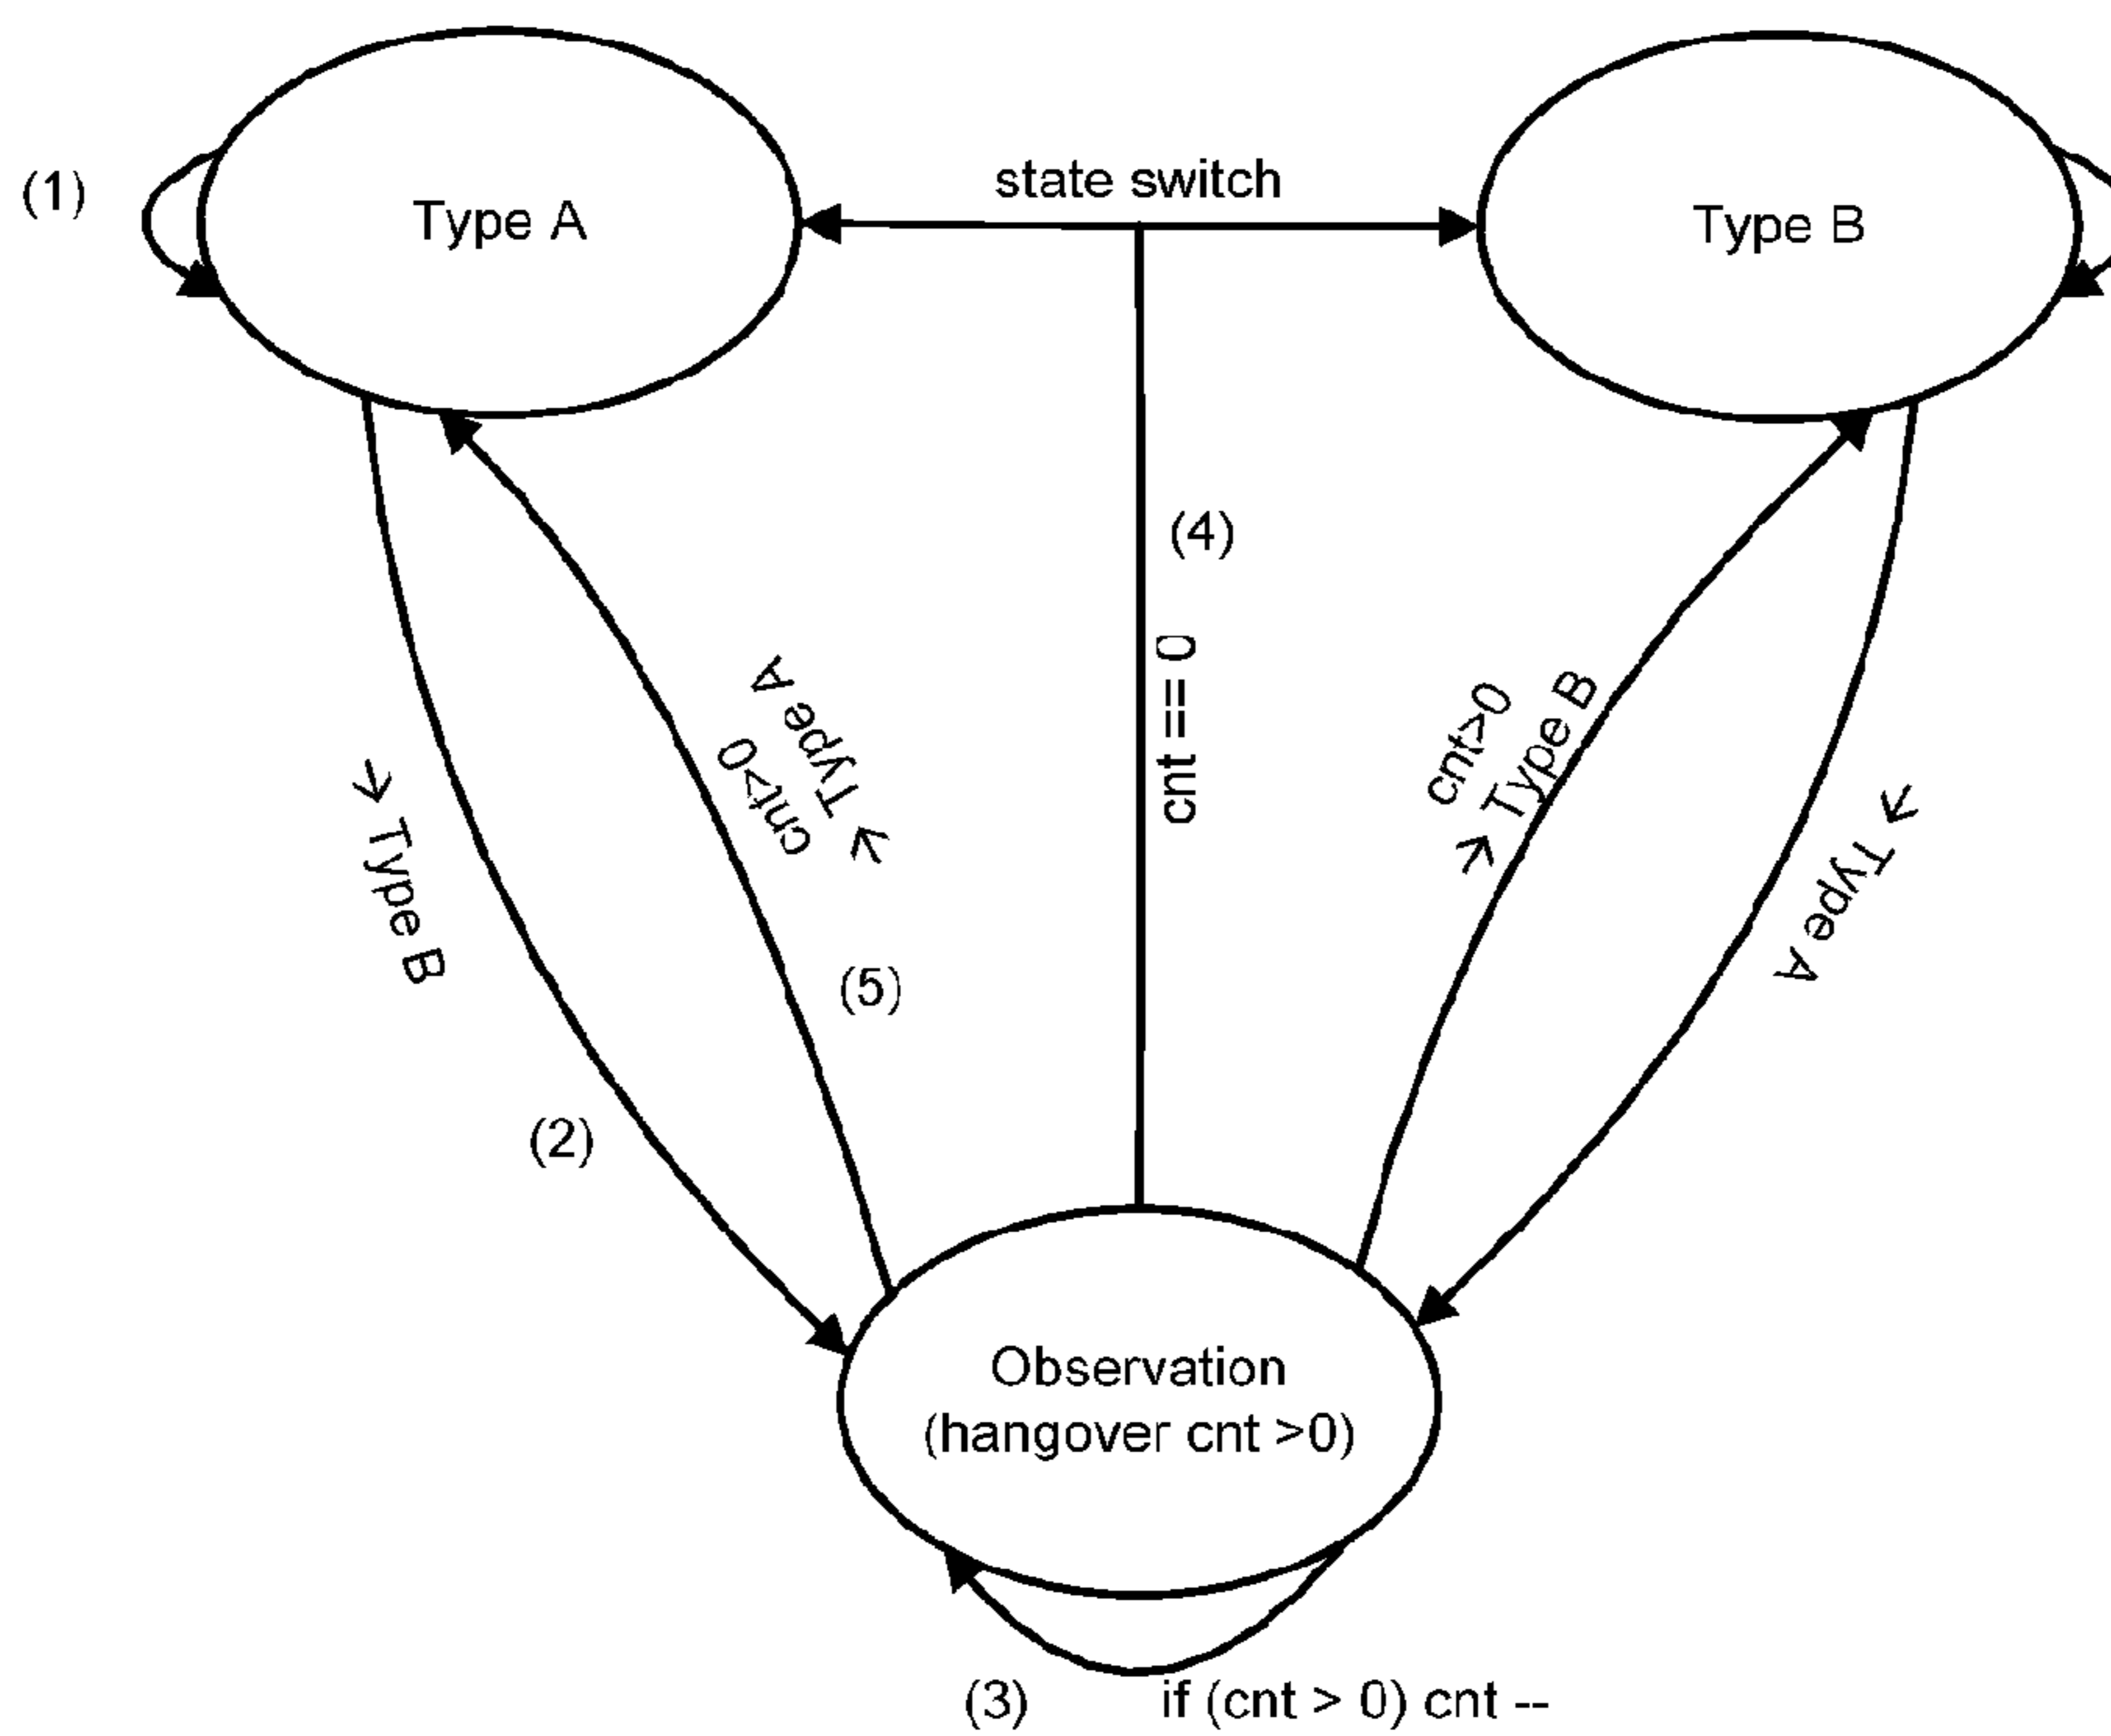 (1)
Type A
state switch
Type B
(4)
cnt == 0
Type A
cnt>0
cnt>0
> Type B
> Type B
> Type A
> Type A
(5)
(2)
Observation
(hangover cnt >0)
(3)
if (cnt > 0) cnt --